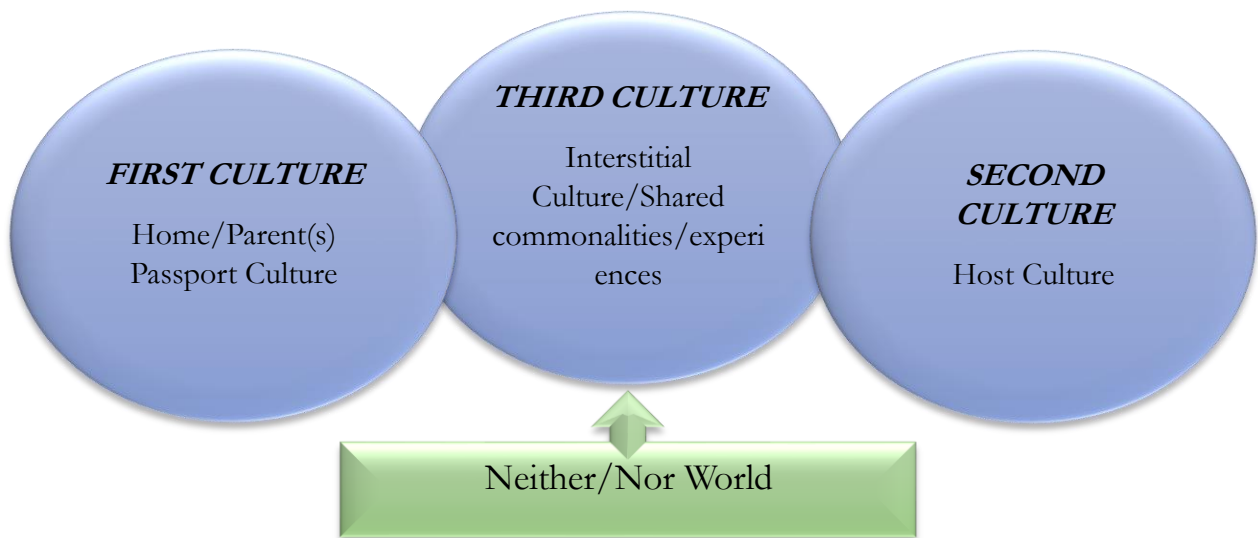 FIRST CULTURE
Home/Parent(s)
Passport Culture
THIRD CULTURE
Interstitial
Culture/Shared
commonalities/experi
ences
SECOND
CULTURE
Host Culture
Neither/Nor World